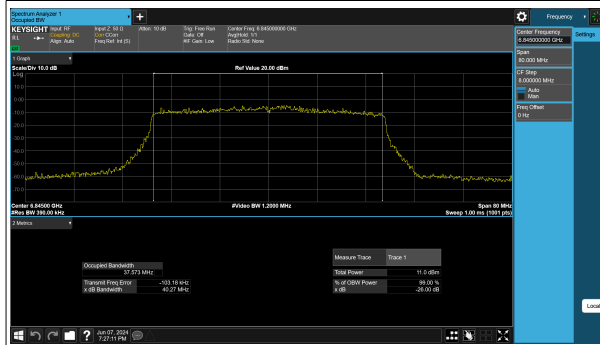 Spectrum Analyzer 1
Occupied BW
Frequency
Settings
KEYSIGHT
RL
Input: RF
Coupling: DC
Align: Auto
Input Z: 50 Ω
Corr CCorr
Freq Ref: Int (S)
Atten: 10 dB
Trig: Free Run
Gate: Off
#IF Gain: Low
Center Freq: 6.845000000 GHz
Avg|Hold: 1/1
Radio Std: None
1 Graph
Scale/Div 10.0 dB
Ref Value 20.00 dBm
Log
10.0
0.00
-10.0
-20.0
-30.0
-40.0
-50.0
-60.0
-70.0
Center 6.84500 GHz
#Res BW 390.00 kHz
#Video BW 1.2000 MHz
Span 80 MHz
Sweep 1.00 ms (1001 pts)
2 Metrics
Occupied Bandwidth
37.573 MHz
Transmit Freq Error -103.18 kHz
x dB Bandwidth 40.27 MHz
Measure Trace Trace 1
Total Power 11.0 dBm
% of OBW Power 99.00 %
x dB -26.00 dB
Center Frequency
6.845000000 GHz
Span
80.000 MHz
CF Step
8.000000 MHz
Auto
Man
Freq Offset
0 Hz
Local
Jun 07, 2024
7:27:11 PM